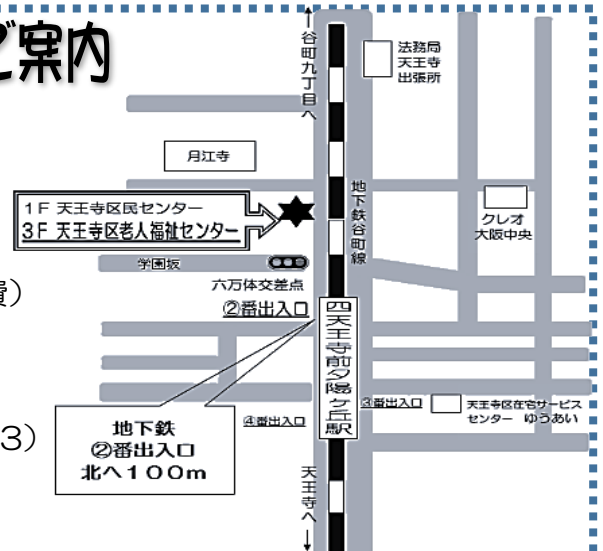 ご案内
谷町九丁目へ
法務局
天王寺
出張所
月江寺
1F 天王寺区民センター
3F 天王寺区老人福祉センター
地下鉄谷町線
クレオ
大阪中央
学園坂
六万体交差点
費）
②番出入口
四天王寺前夕陽ヶ丘駅
③番出入口
天王寺区在宅サービス
センター ゆうあい
④番出入口
3）
地下鉄
②番出入口
北へ100m
天王寺へ